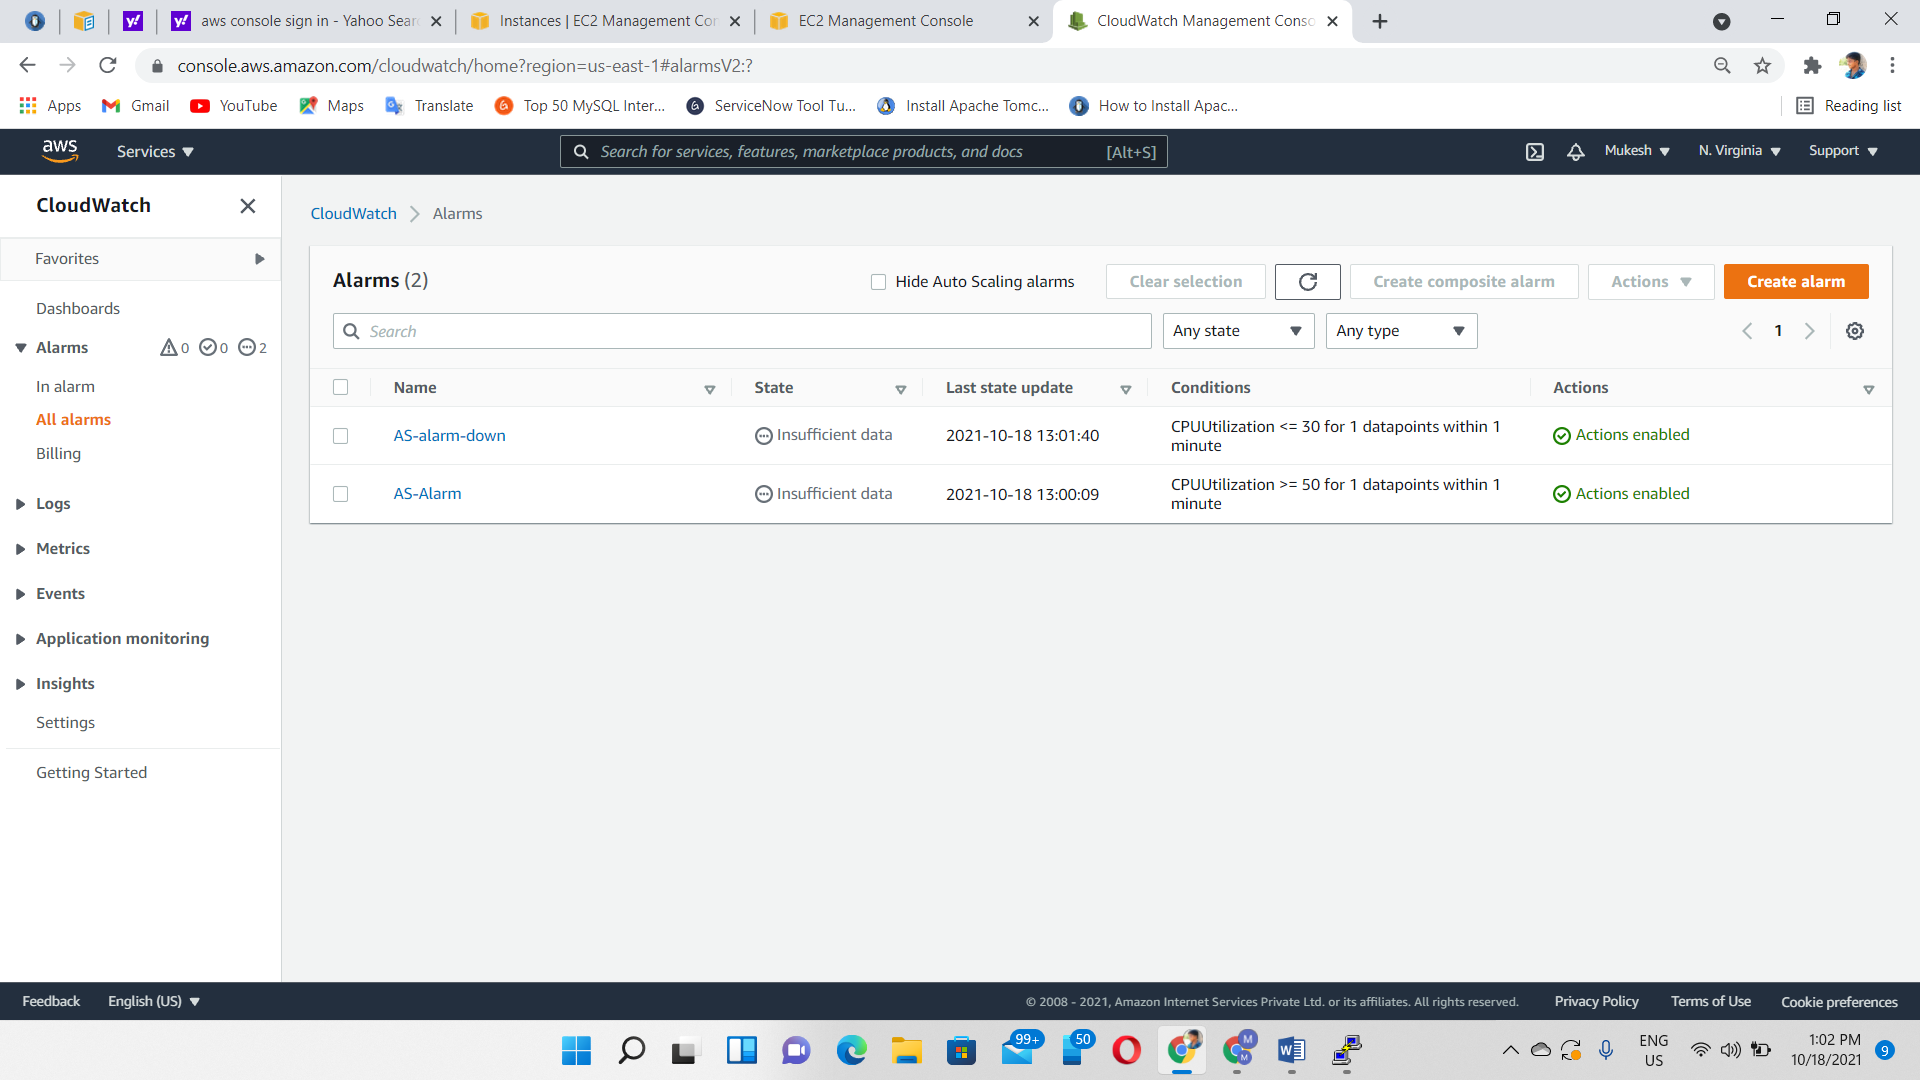 aws console sign in - Yahoo Sear
Instances | EC2 Management Con
EC2 Management Console
CloudWatch Management Conso
console.aws.amazon.com/cloudwatch/home?region=us-east-1#alarmsV2:?
Apps
Gmail
YouTube
Maps
Translate
Top 50 MySQL Inter...
ServiceNow Tool Tu...
Install Apache Tomc...
How to Install Apac...
Reading list
aws
Services
Search for services, features, marketplace products, and docs
[Alt+S]
Mukesh
N. Virginia
Support
CloudWatch
Favorites
Dashboards
Alarms
0
0
2
In alarm
All alarms
Billing
Logs
Metrics
Events
Application monitoring
Insights
Settings
Getting Started
CloudWatch
Alarms
Alarms (2)
Hide Auto Scaling alarms
Clear selection
Create composite alarm
Actions
Create alarm
Search
Any state
Any type
1
Name
State
Last state update
Conditions
Actions
AS-alarm-down
Insufficient data
2021-10-18 13:01:40
CPUUtilization <= 30 for 1 datapoints within 1
minute
Actions enabled
AS-Alarm
Insufficient data
2021-10-18 13:00:09
CPUUtilization >= 50 for 1 datapoints within 1
minute
Actions enabled
Feedback
English (US)
© 2008 - 2021, Amazon Internet Services Private Ltd. or its affiliates. All rights reserved.
Privacy Policy
Terms of Use
Cookie preferences
99+
50
M
M
ENG
US
1:02 PM
10/18/2021
9